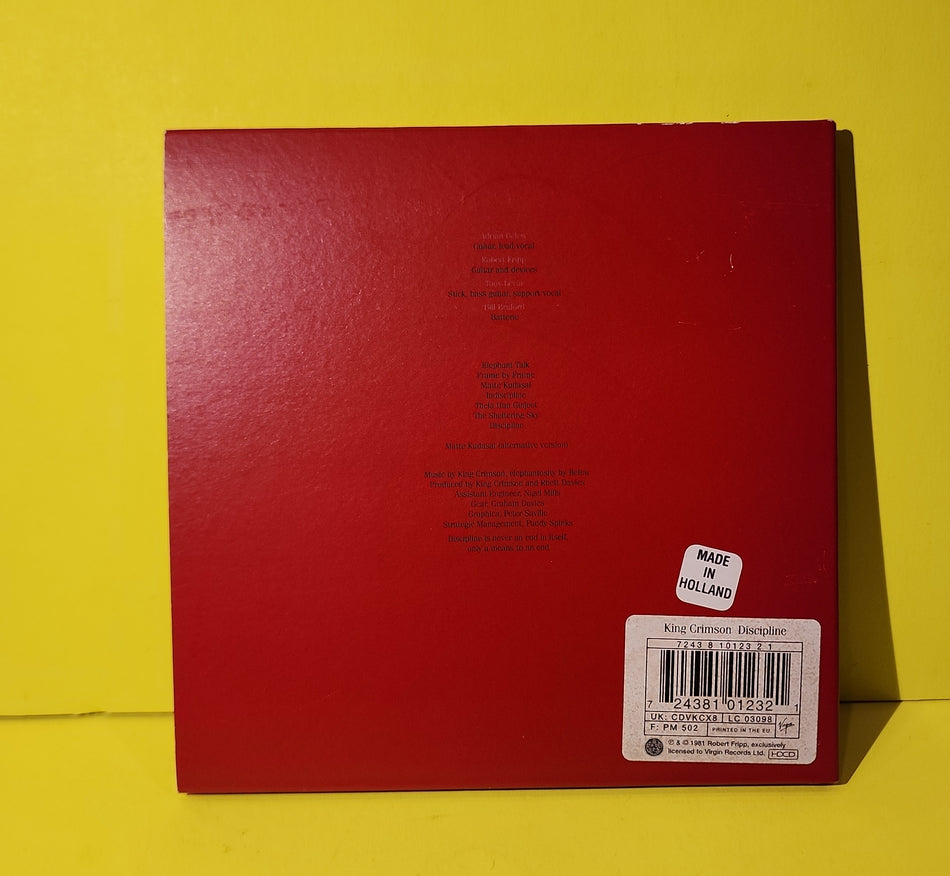 Adrian Belew
Guitar, lead vocal
Robert Fripp
Guitar and devices
Tony Levin
Stick, bass guitar, support vocal
Bill Bruford
Batterie
Elephant Talk
Frame by Frame
Matte Kudasai
Indiscipline
Thela Hun Ginjeet
The Sheltering Sky
Discipline
Matte Kudasai (alternative version)
Music by King Crimson, elephantosity by Belew
Produced by King Crimson and Rhett Davies
Assistant Engineer, Nigel Mills
Gear, Graham Davies
Graphics, Peter Saville
Strategic Management, Paddy Spinks
Discipline is never an end in itself,
only a means to an end
MADE
IN
HOLLAND
King Crimson Discipline
7243 8 10123 2 1
7 24381 01232 1
UK: CDVKCX8 LC 03098
F: PM 502 PRINTED IN THE EU
Virgin
℗ & © 1981 Robert Fripp, exclusively
licensed to Virgin Records Ltd. HDCD